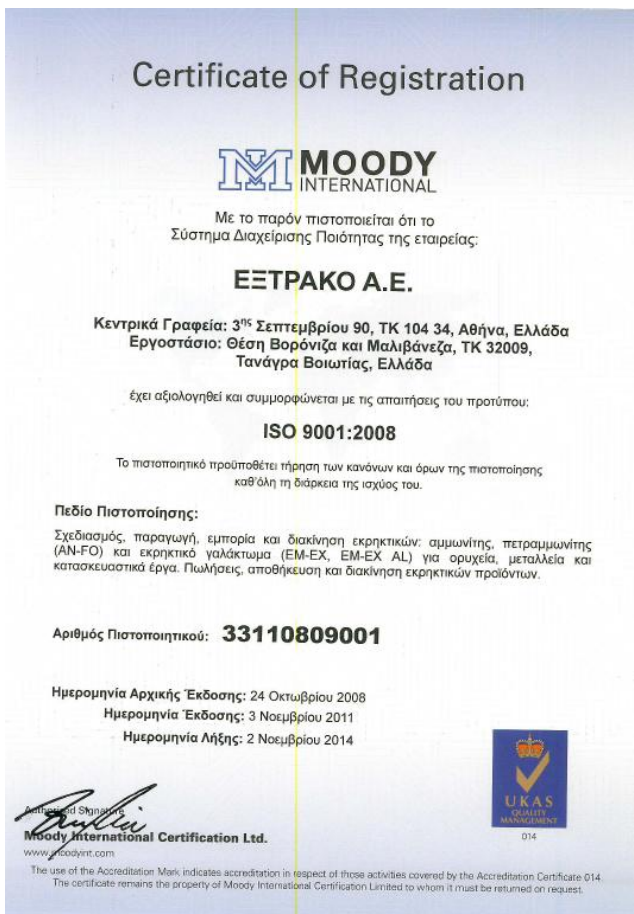 Certificate of Registration
MOODY
INTERNATIONAL
Με το παρόν πιστοποιείται ότι το
Σύστημα Διαχείρισης Ποιότητας της εταιρείας:
ΕΞΤΡΑΚΟ Α.Ε.
Κεντρικά Γραφεία: 3ης Σεπτεμβρίου 90, ΤΚ 104 34, Αθήνα, Ελλάδα
Εργοστάσιο: Θέση Βορόνιζα και Μαλιβάνεζα, ΤΚ 32009,
Τανάγρα Βοιωτίας, Ελλάδα
έχει αξιολογηθεί και συμμορφώνεται με τις απαιτήσεις του προτύπου:
ISO 9001:2008
Το πιστοποιητικό προϋποθέτει τήρηση των κανόνων και όρων της πιστοποίησης
καθ'όλη τη διάρκεια της ισχύος του.
Πεδίο Πιστοποίησης:
Σχεδιασμός, παραγωγή, εμπορία και διακίνηση εκρηκτικών: αμμωνίτης, πετραμμωνίτης
(AN-FO) και εκρηκτικό γαλάκτωμα (EM-EX, EM-EX AL) για ορυχεία, μεταλλεία και
κατασκευαστικά έργα. Πωλήσεις, αποθήκευση και διακίνηση εκρηκτικών προϊόντων.
Αριθμός Πιστοποιητικού: 33110809001
Ημερομηνία Αρχικής Έκδοσης: 24 Οκτωβρίου 2008
Ημερομηνία Έκδοσης: 3 Νοεμβρίου 2011
Ημερομηνία Λήξης: 2 Νοεμβρίου 2014
UKAS
QUALITY
MANAGEMENT
014
Authorised Signature
Moody International Certification Ltd.
www.moodyint.com
The use of the Accreditation Mark indicates accreditation in respect of those activities covered by the Accreditation Certificate 014.
The certificate remains the property of Moody International Certification Limited to whom it must be returned on request.